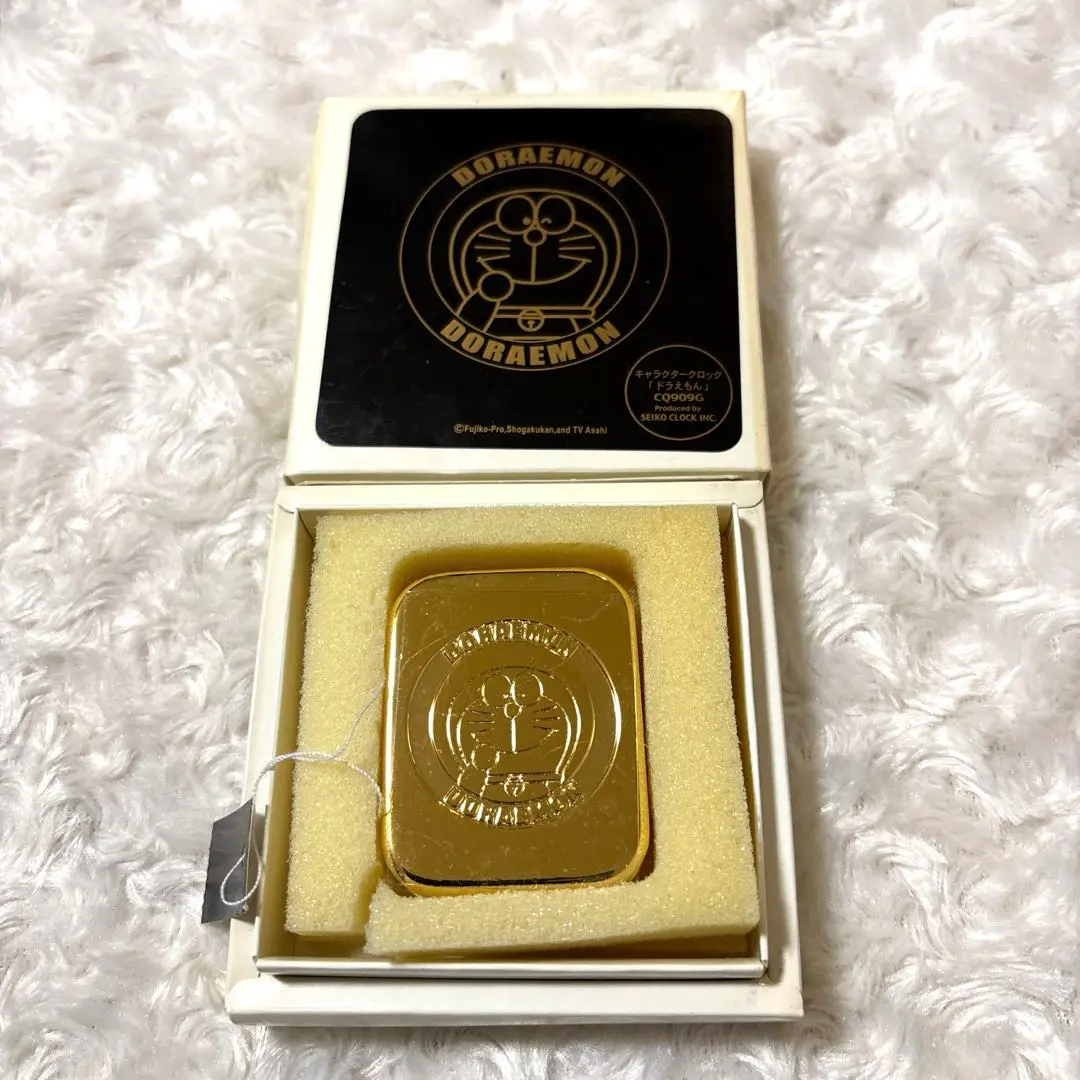 DORAEMON
DORAEMON
キャラクタークロック
「ドラえもん」
CQ909G
Produced by
SEIKO CLOCK INC.
©Fujiko-Pro,Shogakukan,and TV Asahi
DORAEMON
DORAEMON